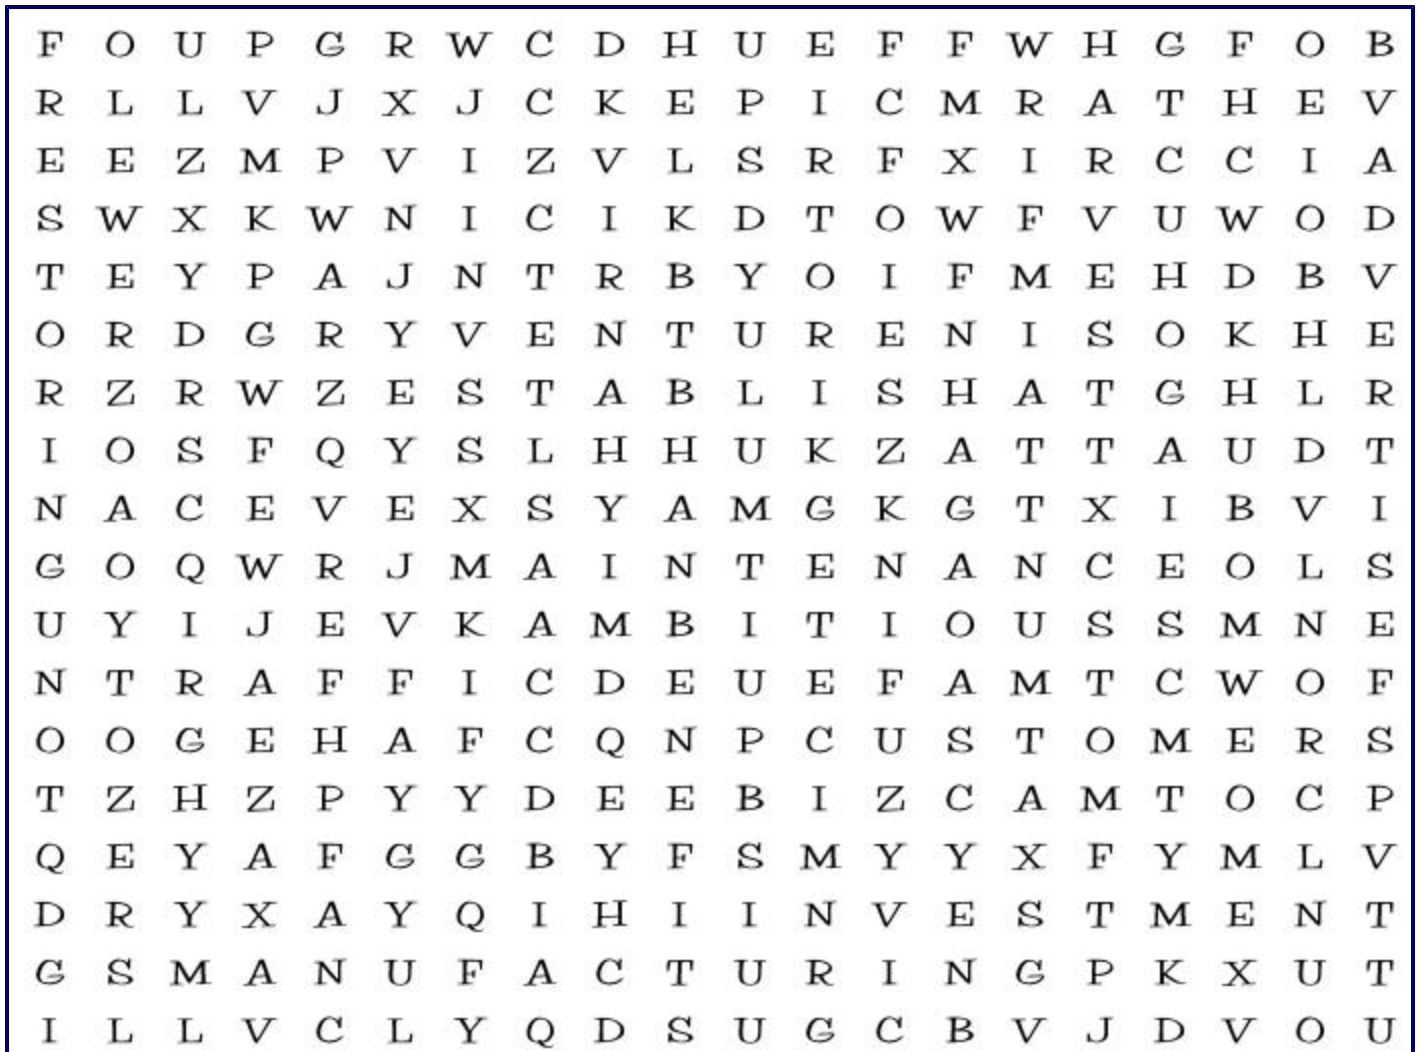 F O U P G R W C D H U E F F W H G F O B
R L L V J X J C K E P I C M R A T H E V
E E Z M P V I Z V L S R F X I R C C I A
S W X K W N I C I K D T O W F V U W O D
T E Y P A J N T R B Y O I F M E H D B V
O R D G R Y V E N T U R E N I S O K H E
R Z R W Z E S T A B L I S H A T G H L R
I O S F Q Y S L H H U K Z A T T A U D T
N A C E V E X S Y A M G K G T X I B V I
G O Q W R J M A I N T E N A N C E O L S
U Y I J E V K A M B I T I O U S S M N E
N T R A F F I C D E U E F A M T C W O F
O O G E H A F C Q N P C U S T O M E R S
T Z H Z P Y Y D E E B I Z C A M T O C P
Q E Y A F G G B Y F S M Y Y X F Y M L V
D R Y X A Y Q I H I I N V E S T M E N T
G S M A N U F A C T U R I N G P K X U T
I L L V C L Y Q D S U G C B V J D V O U